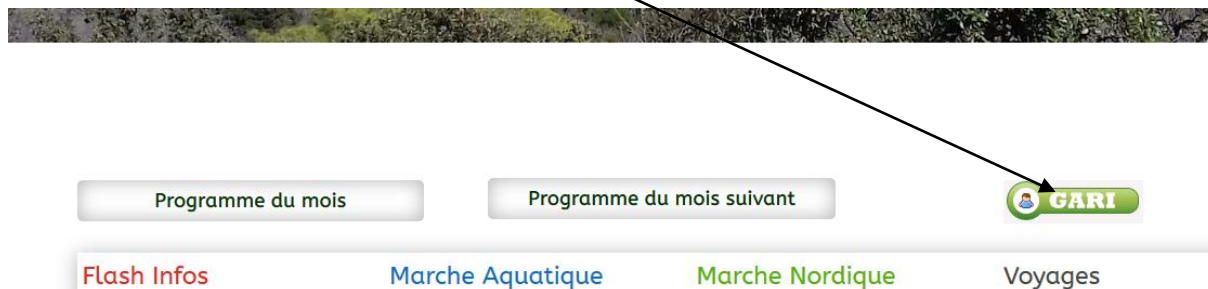 Programme du mois Programme du mois suivant GARI
Flash Infos Marche Aquatique Marche Nordique Voyages